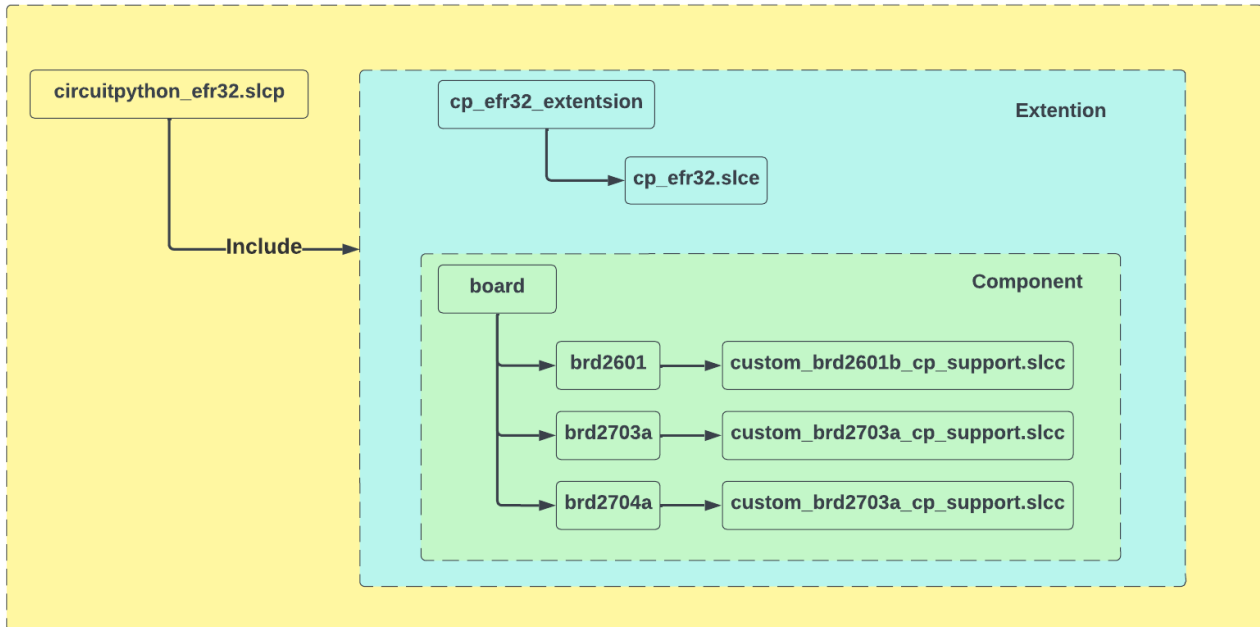 circuitpython_efr32.slcp
cp_efr32_extentsion
Extention
cp_efr32.slce
Include
board
Component
brd2601
custom_brd2601b_cp_support.slcc
brd2703a
custom_brd2703a_cp_support.slcc
brd2704a
custom_brd2703a_cp_support.slcc